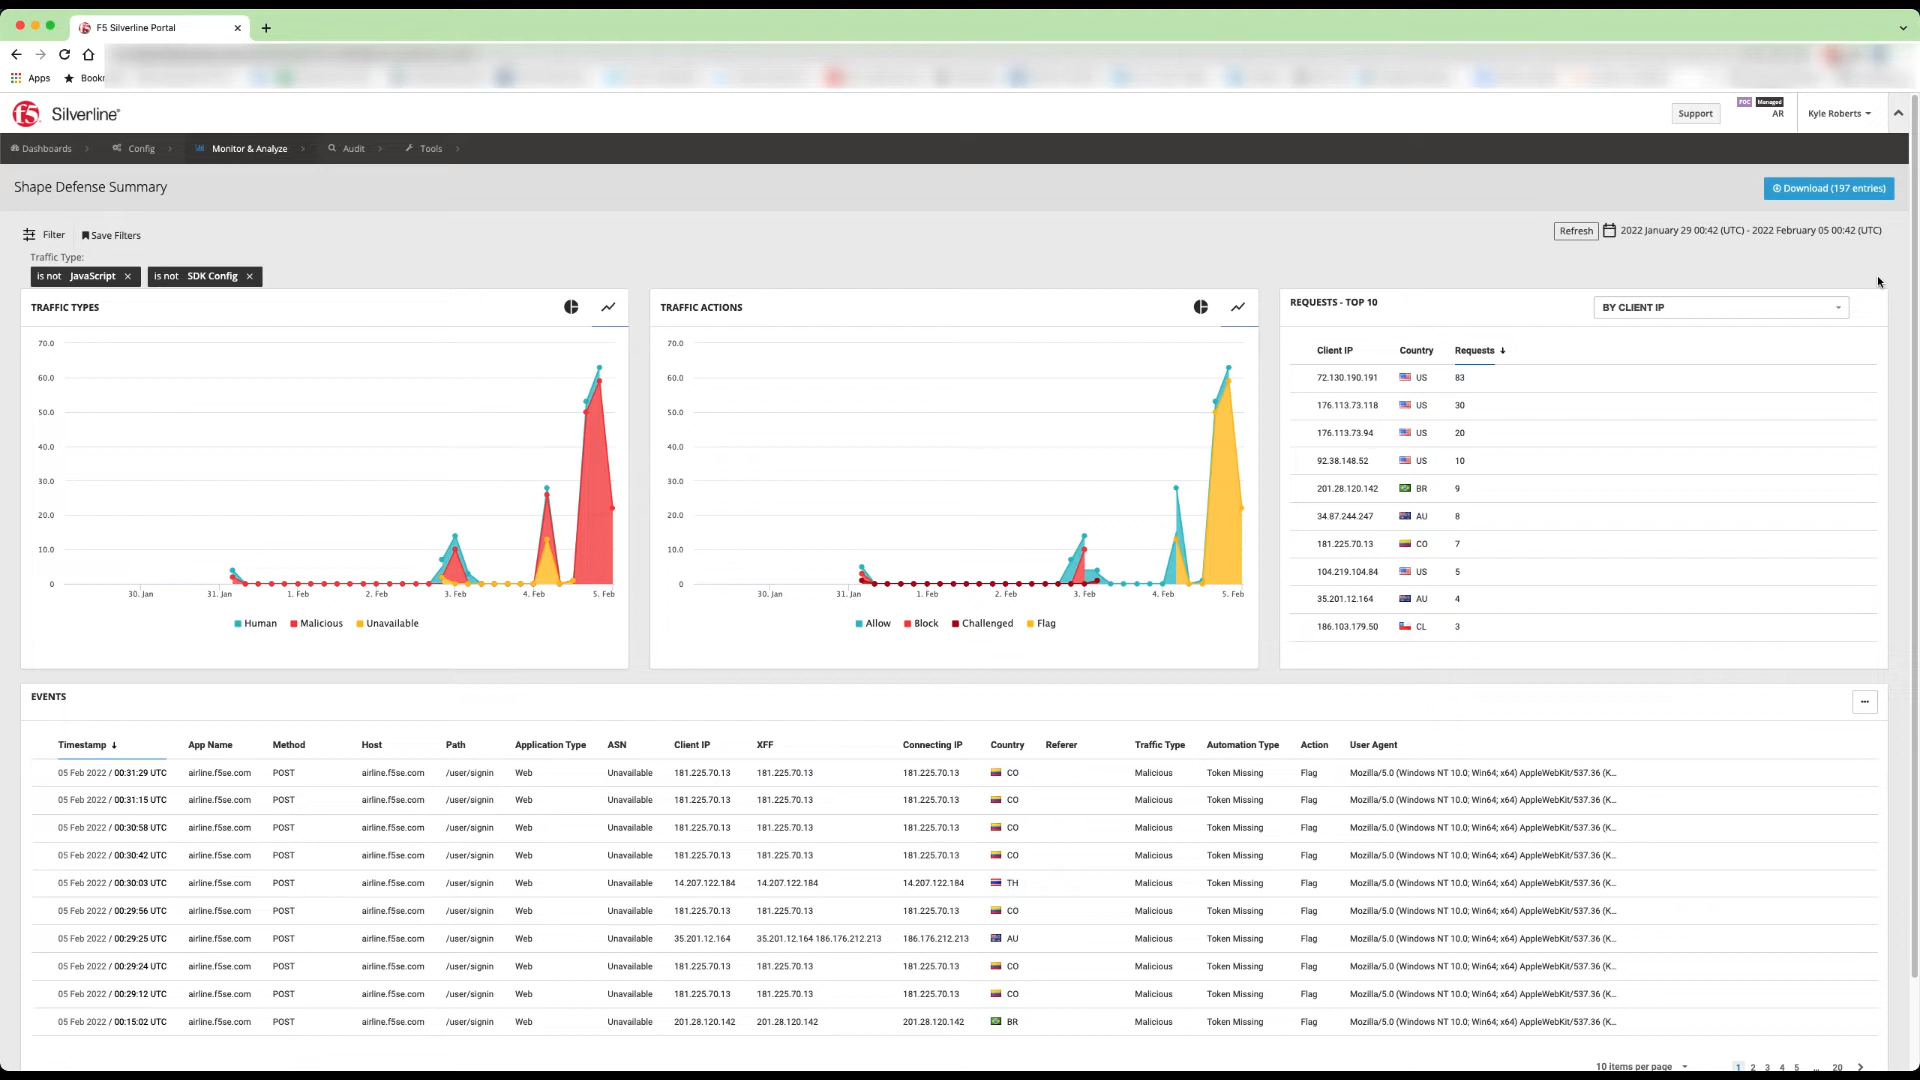 F5 Silverline Portal
Apps
Silverline®
Support
FOC Managed
AR
Kyle Roberts
Dashboards
Config
Monitor & Analyze
Audit
Tools
Shape Defense Summary
Download (197 entries)
Filter
Save Filters
Refresh
2022 January 29 00:42 (UTC) - 2022 February 05 00:42 (UTC)
Traffic Type:
is not JavaScript ×
is not SDK Config ×
TRAFFIC TYPES
70.0
60.0
50.0
40.0
30.0
20.0
10.0
0
30. Jan 31. Jan 1. Feb 2. Feb 3. Feb 4. Feb 5. Feb
Human Malicious Unavailable
TRAFFIC ACTIONS
70.0
60.0
50.0
40.0
30.0
20.0
10.0
0
30. Jan 31. Jan 1. Feb 2. Feb 3. Feb 4. Feb 5. Feb
Allow Block Challenged Flag
REQUESTS - TOP 10
BY CLIENT IP
Client IP Country Requests ↓
72.130.190.191 US 83
176.113.73.118 US 30
176.113.73.94 US 20
92.38.148.52 US 10
201.28.120.142 BR 9
34.87.244.247 AU 8
181.225.70.13 CO 7
104.219.104.84 US 5
35.201.12.164 AU 4
186.103.179.50 CL 3
EVENTS
...
Timestamp ↓ App Name Method Host Path Application Type ASN Client IP XFF Connecting IP Country Referer Traffic Type Automation Type Action User Agent
05 Feb 2022 / 00:31:29 UTC airline.f5se.com POST airline.f5se.com /user/signin Web Unavailable 181.225.70.13 181.225.70.13 181.225.70.13 CO Malicious Token Missing Flag Mozilla/5.0 (Windows NT 10.0; Win64; x64) AppleWebKit/537.36 (K...
05 Feb 2022 / 00:31:15 UTC airline.f5se.com POST airline.f5se.com /user/signin Web Unavailable 181.225.70.13 181.225.70.13 181.225.70.13 CO Malicious Token Missing Flag Mozilla/5.0 (Windows NT 10.0; Win64; x64) AppleWebKit/537.36 (K...
05 Feb 2022 / 00:30:58 UTC airline.f5se.com POST airline.f5se.com /user/signin Web Unavailable 181.225.70.13 181.225.70.13 181.225.70.13 CO Malicious Token Missing Flag Mozilla/5.0 (Windows NT 10.0; Win64; x64) AppleWebKit/537.36 (K...
05 Feb 2022 / 00:30:42 UTC airline.f5se.com POST airline.f5se.com /user/signin Web Unavailable 181.225.70.13 181.225.70.13 181.225.70.13 CO Malicious Token Missing Flag Mozilla/5.0 (Windows NT 10.0; Win64; x64) AppleWebKit/537.36 (K...
05 Feb 2022 / 00:30:03 UTC airline.f5se.com POST airline.f5se.com /user/signin Web Unavailable 14.207.122.184 14.207.122.184 14.207.122.184 TH Malicious Token Missing Flag Mozilla/5.0 (Windows NT 10.0; Win64; x64) AppleWebKit/537.36 (K...
05 Feb 2022 / 00:29:56 UTC airline.f5se.com POST airline.f5se.com /user/signin Web Unavailable 181.225.70.13 181.225.70.13 181.225.70.13 CO Malicious Token Missing Flag Mozilla/5.0 (Windows NT 10.0; Win64; x64) AppleWebKit/537.36 (K...
05 Feb 2022 / 00:29:25 UTC airline.f5se.com POST airline.f5se.com /user/signin Web Unavailable 35.201.12.164 35.201.12.164 186.176.212.213 186.176.212.213 AU Malicious Token Missing Flag Mozilla/5.0 (Windows NT 10.0; Win64; x64) AppleWebKit/537.36 (K...
05 Feb 2022 / 00:29:24 UTC airline.f5se.com POST airline.f5se.com /user/signin Web Unavailable 181.225.70.13 181.225.70.13 181.225.70.13 CO Malicious Token Missing Flag Mozilla/5.0 (Windows NT 10.0; Win64; x64) AppleWebKit/537.36 (K...
05 Feb 2022 / 00:29:12 UTC airline.f5se.com POST airline.f5se.com /user/signin Web Unavailable 181.225.70.13 181.225.70.13 181.225.70.13 CO Malicious Token Missing Flag Mozilla/5.0 (Windows NT 10.0; Win64; x64) AppleWebKit/537.36 (K...
05 Feb 2022 / 00:15:02 UTC airline.f5se.com POST airline.f5se.com /user/signin Web Unavailable 201.28.120.142 201.28.120.142 201.28.120.142 BR Malicious Token Missing Flag Mozilla/5.0 (Windows NT 10.0; Win64; x64) AppleWebKit/537.36 (K...
10 items per page 1 2 3 4 5 ... 20